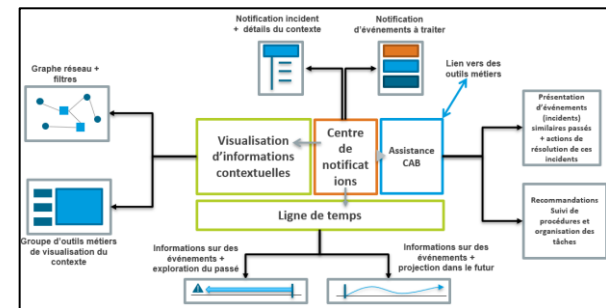 Notification incident
+ détails du contexte
Notification
d'événements à traiter
Graphe réseau +
filtres
Lien vers des
outils métiers
Visualisation
d'informations
contextuelles
Centre
de
notificat
ions
Assistance
CAB
Présentation
d'événements
(incidents)
similaires passés
+ actions de
résolution de ces
incidents
Ligne de temps
Groupe d'outils métiers
de visualisation du
contexte
Recommandations
Suivi de
procédures et
organisation des
tâches
Informations sur des
événements +
exploration du passé
Informations sur des
événements +
projection dans le futur